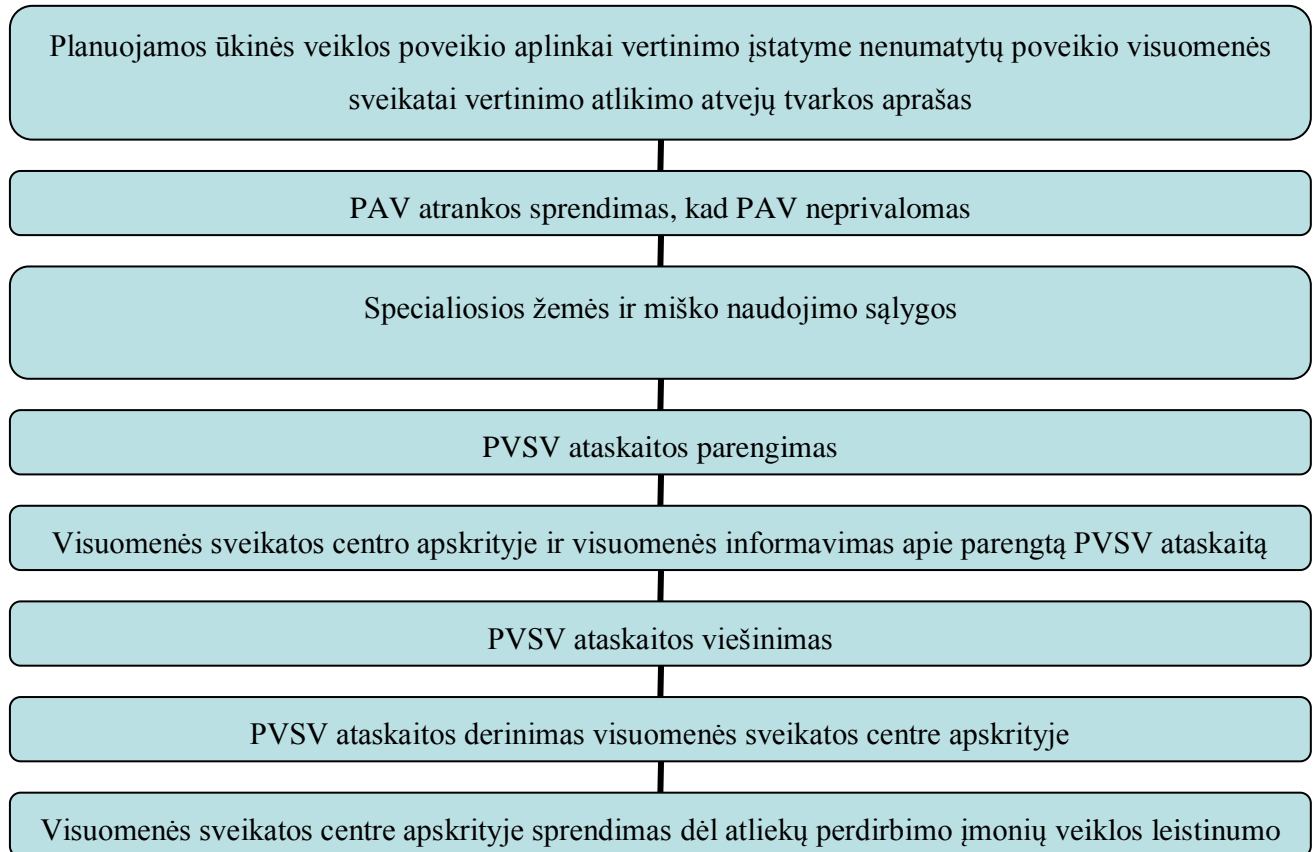 Planuojamos ūkinės veiklos poveikio aplinkai vertinimo įstatyme nenumatytų poveikio visuomenės
sveikatai vertinimo atlikimo atvejų tvarkos aprašas
PAV atrankos sprendimas, kad PAV neprivalomas
Specialiosios žemės ir miško naudojimo sąlygos
PVSV ataskaitos parengimas
Visuomenės sveikatos centro apskrityje ir visuomenės informavimas apie parengtą PVSV ataskaitą
PVSV ataskaitos viešinimas
PVSV ataskaitos derinimas visuomenės sveikatos centre apskrityje
Visuomenės sveikatos centre apskrityje sprendimas dėl atliekų perdirbimo įmonių veiklos leistinumo